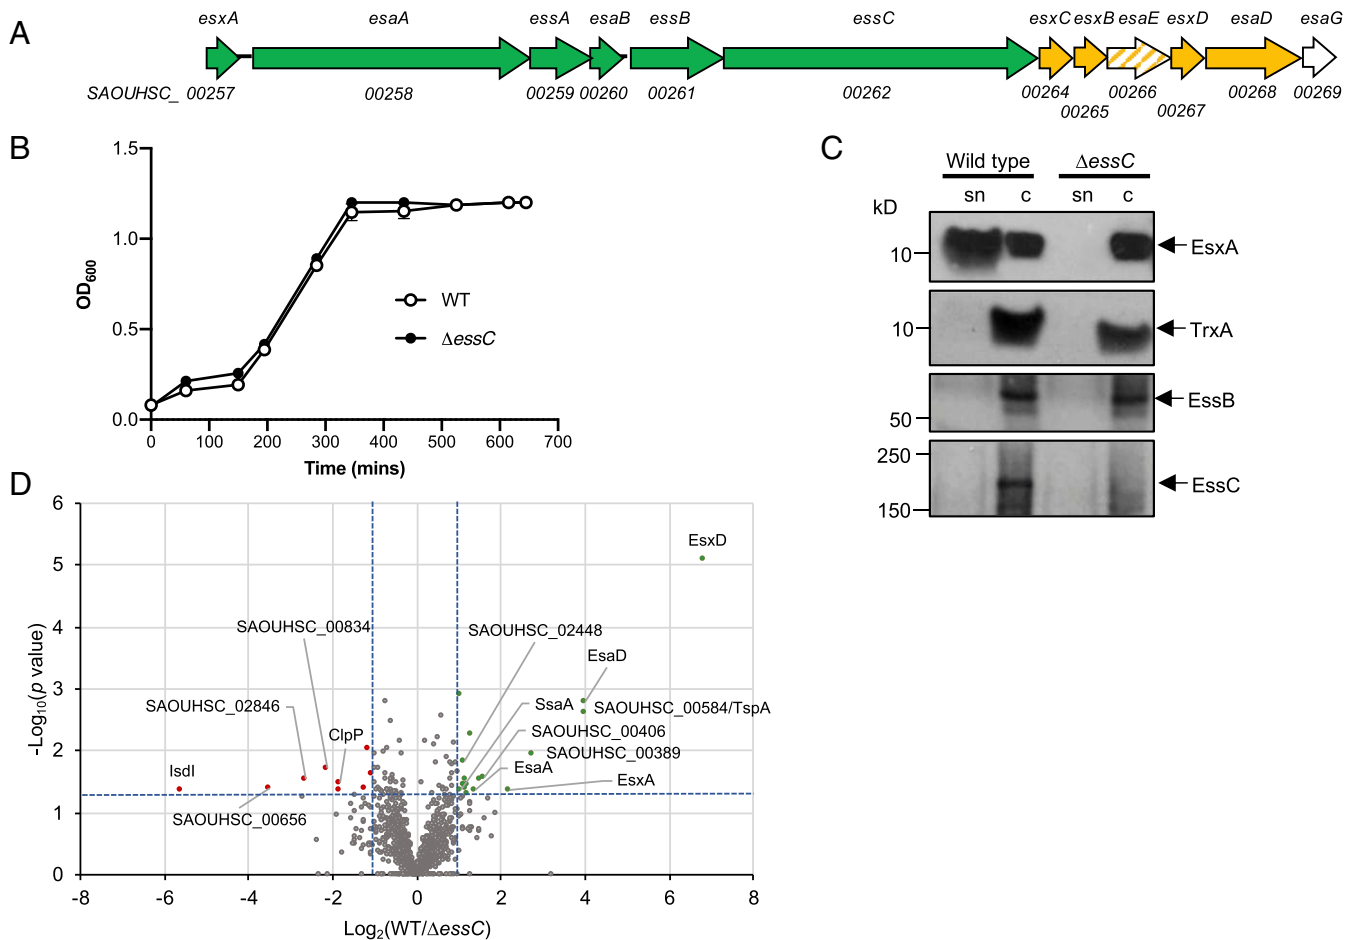 A
esxA esaA essA esaB essB essC esxC esxB esaE esxD esaD esaG
SAOUHSC_ 00257 00258 00259 00260 00261 00262 00264 00265 00266 00267 00268 00269
B
1.5
1.0
0.5
0.0
OD600
WT
ΔessC
0 100 200 300 400 500 600 700
Time (mins)
C
Wild type ΔessC
sn c sn c
kD
10
EsxA
10
TrxA
EssB
50
250
EssC
150
D
6
5
4
3
2
1
0
-Log10(p value)
EsxD
SAOUHSC_00834
SAOUHSC_02448
EsaD
SAOUHSC_02846
SsaA
SAOUHSC_00584/TspA
ClpP
SAOUHSC_00406
SAOUHSC_00389
IsdI
EsaA
EsxA
SAOUHSC_00656
-8 -6 -4 -2 0 2 4 6 8
Log2(WT/ΔessC)